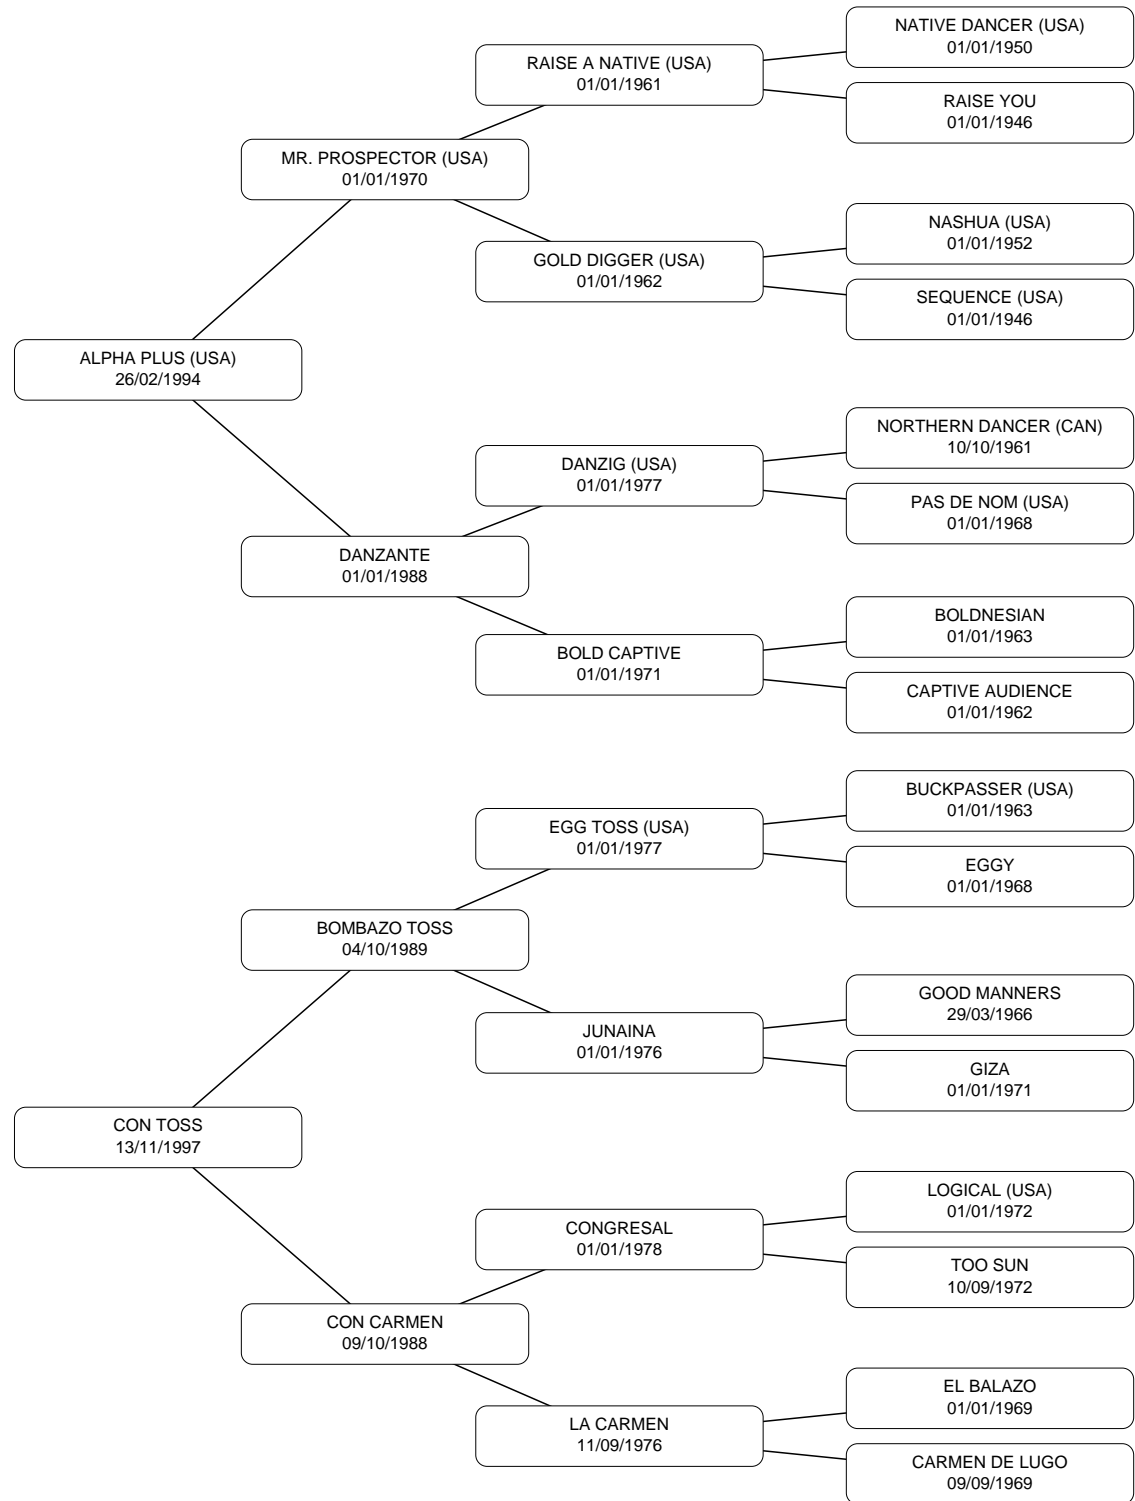 NATIVE DANCER (USA)
01/01/1950
RAISE A NATIVE (USA)
01/01/1961
RAISE YOU
01/01/1946
MR. PROSPECTOR (USA)
01/01/1970
NASHUA (USA)
01/01/1952
GOLD DIGGER (USA)
01/01/1962
SEQUENCE (USA)
01/01/1946
ALPHA PLUS (USA)
26/02/1994
NORTHERN DANCER (CAN)
10/10/1961
DANZIG (USA)
01/01/1977
PAS DE NOM (USA)
01/01/1968
DANZANTE
01/01/1988
BOLDNESIAN
01/01/1963
BOLD CAPTIVE
01/01/1971
CAPTIVE AUDIENCE
01/01/1962
BUCKPASSER (USA)
01/01/1963
EGG TOSS (USA)
01/01/1977
EGGY
01/01/1968
BOMBAZO TOSS
04/10/1989
GOOD MANNERS
29/03/1966
JUNAINA
01/01/1976
GIZA
01/01/1971
CON TOSS
13/11/1997
LOGICAL (USA)
01/01/1972
CONGRESAL
01/01/1978
TOO SUN
10/09/1972
CON CARMEN
09/10/1988
EL BALAZO
01/01/1969
LA CARMEN
11/09/1976
CARMEN DE LUGO
09/09/1969